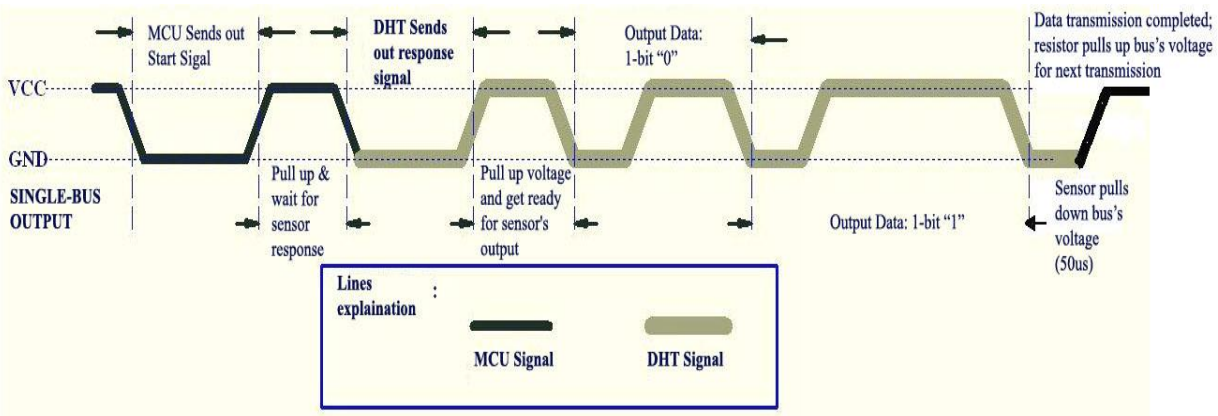 MCU Sends out
Start Sigal
DHT Sends
out response
signal
Output Data:
1-bit “0”
Data transmission completed;
resistor pulls up bus’s voltage
for next transmission
VCC
GND
SINGLE-BUS
OUTPUT
Pull up &
wait for
sensor
response
Pull up voltage
and get ready
for sensor's
output
Output Data: 1-bit “1”
Sensor pulls
down bus’s
voltage
(50us)
Lines :
explaination
MCU Signal
DHT Signal